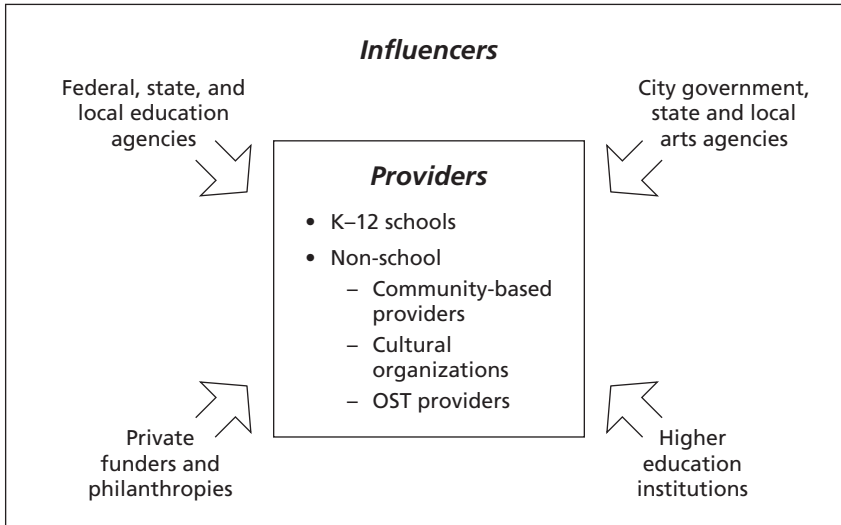 Influencers
Federal, state, and
local education
agencies
City government,
state and local
arts agencies
Providers
• K–12 schools
• Non-school
– Community-based
providers
– Cultural
organizations
– OST providers
Private
funders and
philanthropies
Higher
education
institutions